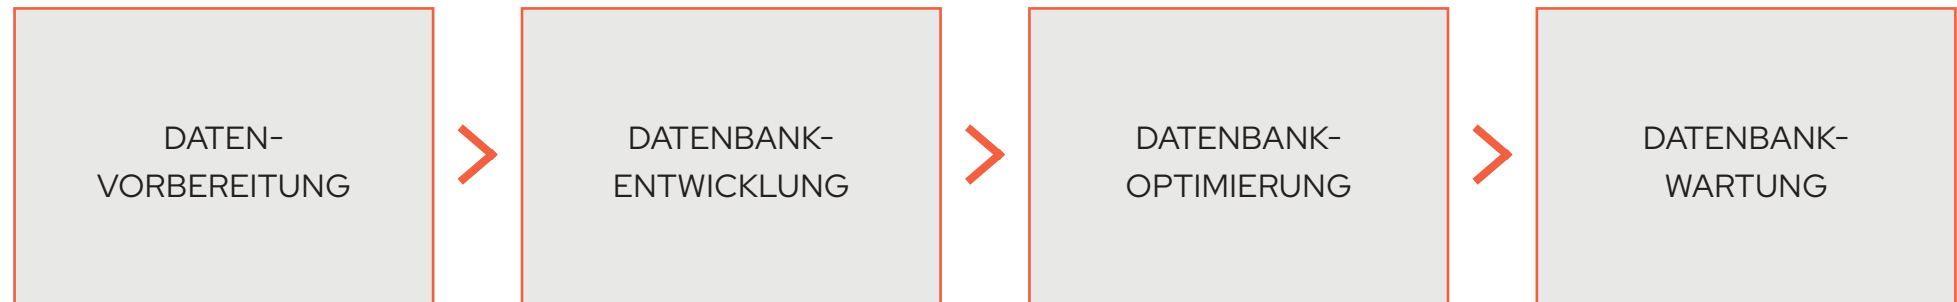 DATEN-
VORBEREITUNG
DATENBANK-
ENTWICKLUNG
DATENBANK-
OPTIMIERUNG
DATENBANK-
WARTUNG